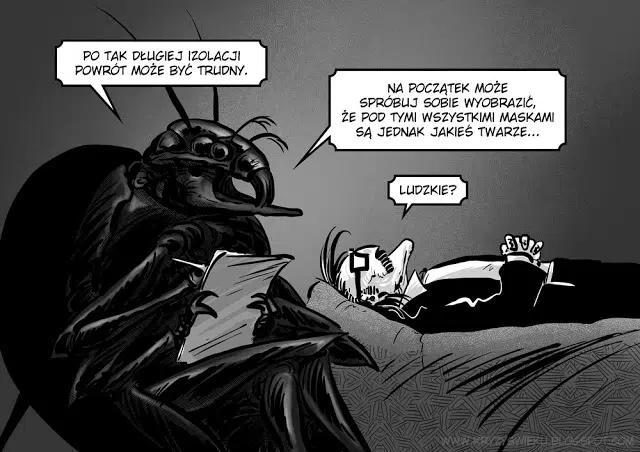 PO TAK DŁUGIEJ IZOLACJI
POWRÓT MOŻE BYĆ TRUDNY.
NA POCZĄTEK MOŻE
SPRÓBUJ SOBIE WYOBRAZIĆ,
ŻE POD TYMI WSZYSTKIMI MASKAMI
SĄ JEDNAK JAKIEŚ TWARZE...
LUDZKIE?
WWW.KRYZYSWIEKU.BLOGSPOT.COM